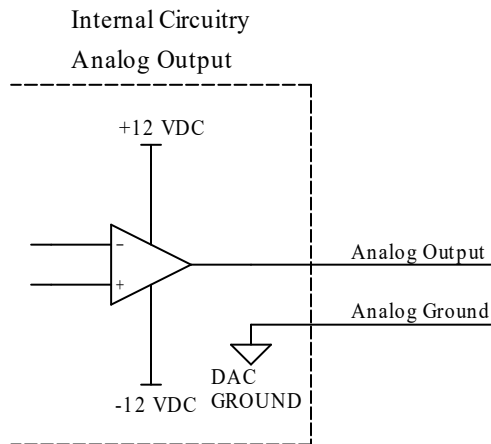 Internal Circuitry
Analog Output
+12 VDC
−
+
Analog Output
Analog Ground
DAC
GROUND
-12 VDC